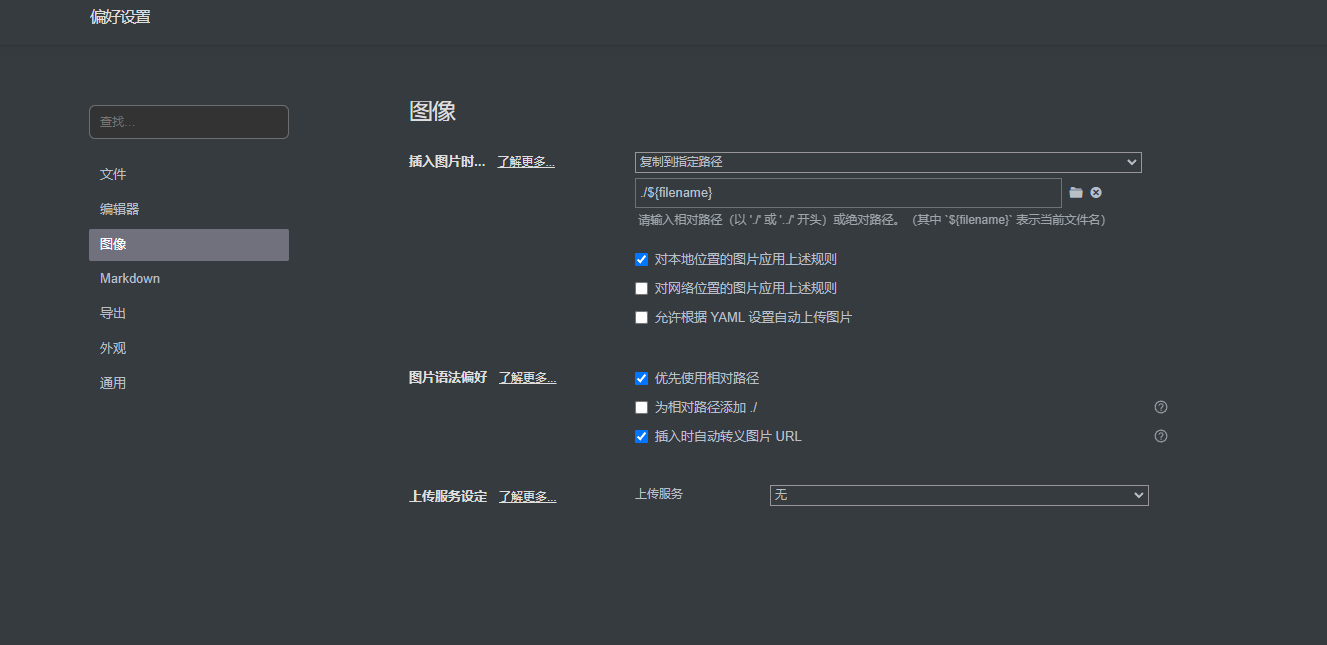 偏好设置
查找...
文件
编辑器
图像
Markdown
导出
外观
通用
图像
插入图片时... 了解更多... 复制到指定路径
./${filename}
请输入相对路径（以 './' 或 '../' 开头）或绝对路径。（其中 `${filename}` 表示当前文件名）
对本地位置的图片应用上述规则
对网络位置的图片应用上述规则
允许根据 YAML 设置自动上传图片
图片语法偏好 了解更多... 优先使用相对路径
为相对路径添加 ./
插入时自动转义图片 URL
上传服务设定 了解更多... 上传服务 无